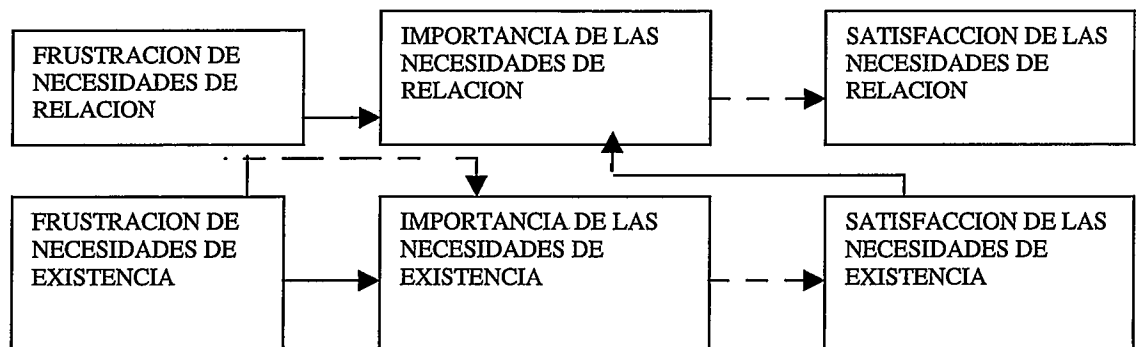 FRUSTRACION DE
NECESIDADES DE
RELACION
IMPORTANCIA DE LAS
NECESIDADES DE
RELACION
SATISFACCION DE LAS
NECESIDADES DE
RELACION
FRUSTRACION DE
NECESIDADES DE
EXISTENCIA
IMPORTANCIA DE LAS
NECESIDADES DE
EXISTENCIA
SATISFACCION DE LAS
NECESIDADES DE
EXISTENCIA